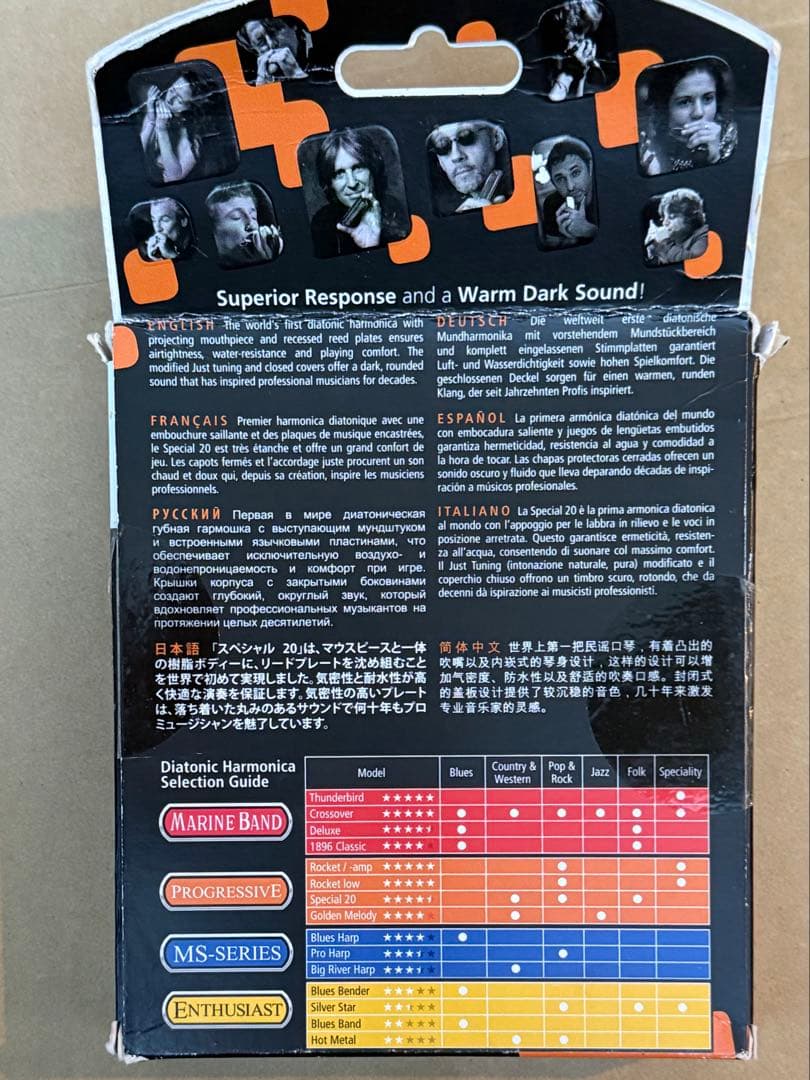 Superior Response and a Warm Dark Sound!
ENGLISH The world's first diatonic harmonica with
projecting mouthpiece and recessed reed plates ensures
airtightness, water-resistance and playing comfort. The
modified Just tuning and closed covers offer a dark, rounded
sound that has inspired professional musicians for decades.
DEUTSCH Die weltweit erste diatonische
Mundharmonika mit vorstehendem Mundstückbereich
und komplett eingelassenen Stimmplatten garantiert
Luft- und Wasserdichtigkeit sowie hohen Spielkomfort. Die
geschlossenen Deckel sorgen für einen warmen, runden
Klang, der seit Jahrzehnten Profis inspiriert.
FRANÇAIS Premier harmonica diatonique avec une
embouchure saillante et des plaques de musique encastrées,
le Special 20 est très étanche et offre un grand confort de
jeu. Les capots fermés et l'accordage juste procurent un son
chaud et doux qui, depuis sa création, inspire les musiciens
professionnels.
ESPAÑOL La primera armónica diatónica del mundo
con embocadura saliente y juegos de lengüetas embutidos
garantiza hermeticidad, resistencia al agua y comodidad a
la hora de tocar. Las chapas protectoras cerradas ofrecen un
sonido oscuro y fluido que lleva deparando décadas de inspi-
ración a músicos profesionales.
РУССКИЙ Первая в мире диатоническая
губная гармошка с выступающим мундштуком
и встроенными язычковыми пластинами, что
обеспечивает исключительную воздухо- и
водонепроницаемость и комфорт при игре.
Крышки корпуса с закрытыми боковинами
создают глубокий, округлый звук, который
вдохновляет профессиональных музыкантов на
протяжении целых десятилетий.
ITALIANO La Special 20 è la prima armonica diatonica
al mondo con l'appoggio per le labbra in rilievo e le voci in
posizione arretrata. Questo garantisce ermeticità, resisten-
za all'acqua, consentendo di suonare col massimo comfort.
Il Just Tuning (intonazione naturale, pura) modificato e il
coperchio chiuso offrono un timbro scuro, rotondo, che da
decenni dà ispirazione ai musicisti professionisti.
日本語 「スペシャル 20」は、マウスピースと一体
の樹脂ボディーに、リードプレートを沈め組むこと
を世界で初めて実現しました。気密性と耐水性が高
く快適な演奏を保証します。気密性の高いプレート
は、落ち着いた丸みのあるサウンドで何十年もプロ
ミュージシャンを魅了しています。
简体中文 世界上第一把民谣口琴，有着凸出的
吹嘴以及内嵌式的琴身设计，这样的设计可以增
加气密度、防水性以及舒适的吹奏口感。封闭式
的盖板设计提供了较沉稳的音色，几十年来激发
专业音乐家的灵感。
Diatonic Harmonica
Selection Guide
Model Blues Country & Western Pop & Rock Jazz Folk Speciality
MARINE BAND
Thunderbird
Crossover
Deluxe
1896 Classic
PROGRESSIVE
Rocket / -amp
Rocket low
Special 20
Golden Melody
MS-SERIES
Blues Harp
Pro Harp
Big River Harp
ENTHUSIAST
Blues Bender
Silver Star
Blues Band
Hot Metal